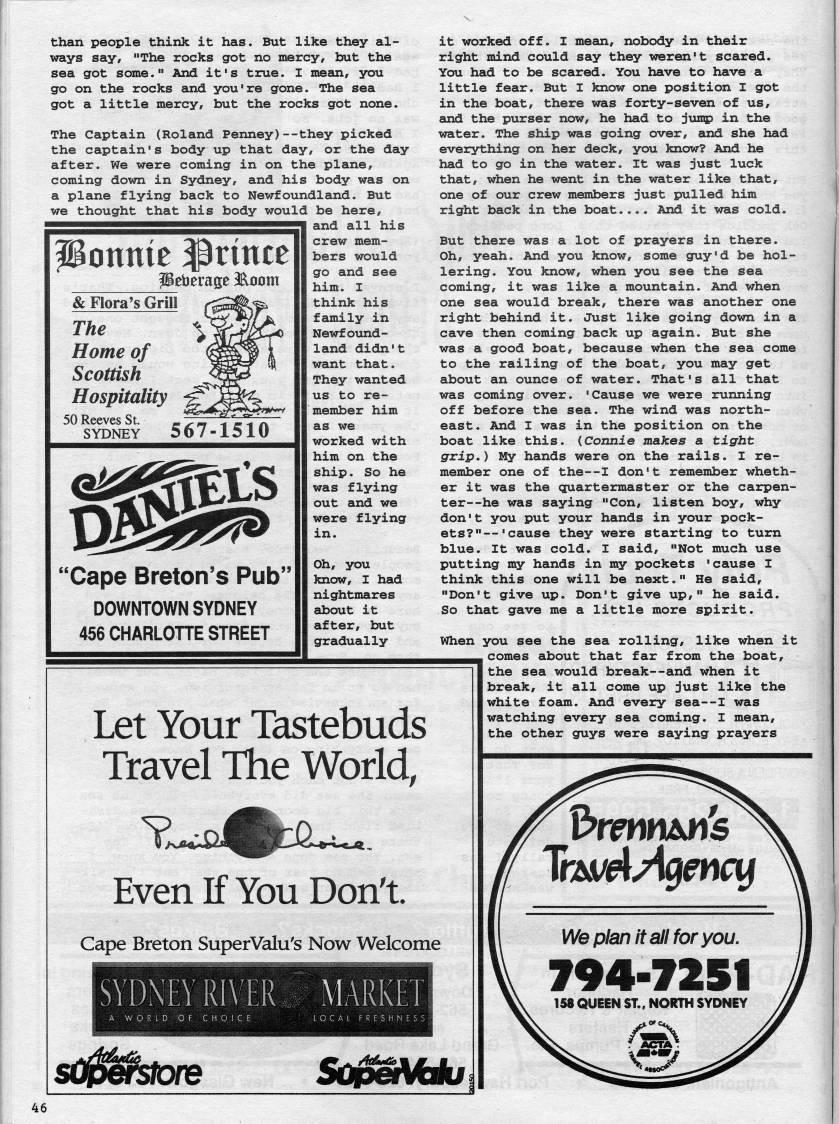 than people think it has. But like they al-
ways say, "The rocks got no mercy, but the
sea got some." And it's true. I mean, you
go on the rocks and you're gone. The sea
got a little mercy, but the rocks got none.
The Captain (Roland Penney)--they picked
the captain's body up that day, or the day
after. We were coming in on the plane,
coming down in Sydney, and his body was on
a plane flying back to Newfoundland. But
we thought that his body would be here,
and all his
crew mem-
bers would
go and see
him. I
think his
family in
Newfound-
land didn't
want that.
They wanted
us to re-
member him
as we
worked with
him on the
ship. So he
was flying
out and we
were flying
in.
Oh, you
know, I had
nightmares
about it
after, but
gradually
it worked off. I mean, nobody in their
right mind could say they weren't scared.
You had to be scared. You have to have a
little fear. But I know one position I got
in the boat, there was forty-seven of us,
and the purser now, he had to jump in the
water. The ship was going over, and she had
everything on her deck, you know? And he
had to go in the water. It was just luck
that, when he went in the water like that,
one of our crew members just pulled him
right back in the boat.... And it was cold.
But there was a lot of prayers in there.
Oh, yeah. And you know, some guy'd be hol-
lering. You know, when you see the sea
coming, it was like a mountain. And when
one sea would break, there was another one
right behind it. Just like going down in a
cave then coming back up again. But she
was a good boat, because when the sea come
to the railing of the boat, you may get
about an ounce of water. That's all that
was coming over. 'Cause we were running
off before the sea. The wind was north-
east. And I was in the position on the
boat like this. (Connie makes a tight
grip.) My hands were on the rails. I re-
member one of the--I don't remember wheth-
er it was the quartermaster or the carpen-
ter--he was saying "Con, listen boy, why
don't you put your hands in your pock-
ets?"--'cause they were starting to turn
blue. It was cold. I said, "Not much use
putting my hands in my pockets 'cause I
think this one will be next." He said,
"Don't give up. Don't give up," he said.
So that gave me a little more spirit.
When you see the sea rolling, like when it
comes about that far from the boat,
the sea would break--and when it
break, it all come up just like the
white foam. And every sea--I was
watching every sea coming. I mean,
the other guys were saying prayers
Bonnie Prince
Beverage Room
& Flora's Grill
The
Home of
Scottish
Hospitality
50 Reeves St.
SYDNEY 567-1510
DANIEL'S
"Cape Breton's Pub"
DOWNTOWN SYDNEY
456 CHARLOTTE STREET
Let Your Tastebuds
Travel The World,
President's Choice
Even If You Don't.
Cape Breton SuperValu's Now Welcome
SYDNEY RIVER MARKET
A WORLD OF CHOICE LOCAL FRESHNESS
Atlantic Superstore
Atlantic SuperValu
20150
Brennan's
Travel Agency
We plan it all for you.
794-7251
158 QUEEN ST., NORTH SYDNEY
ALLIANCE OF CANADIAN
ACTA
TRAVEL ASSOCIATIONS
46